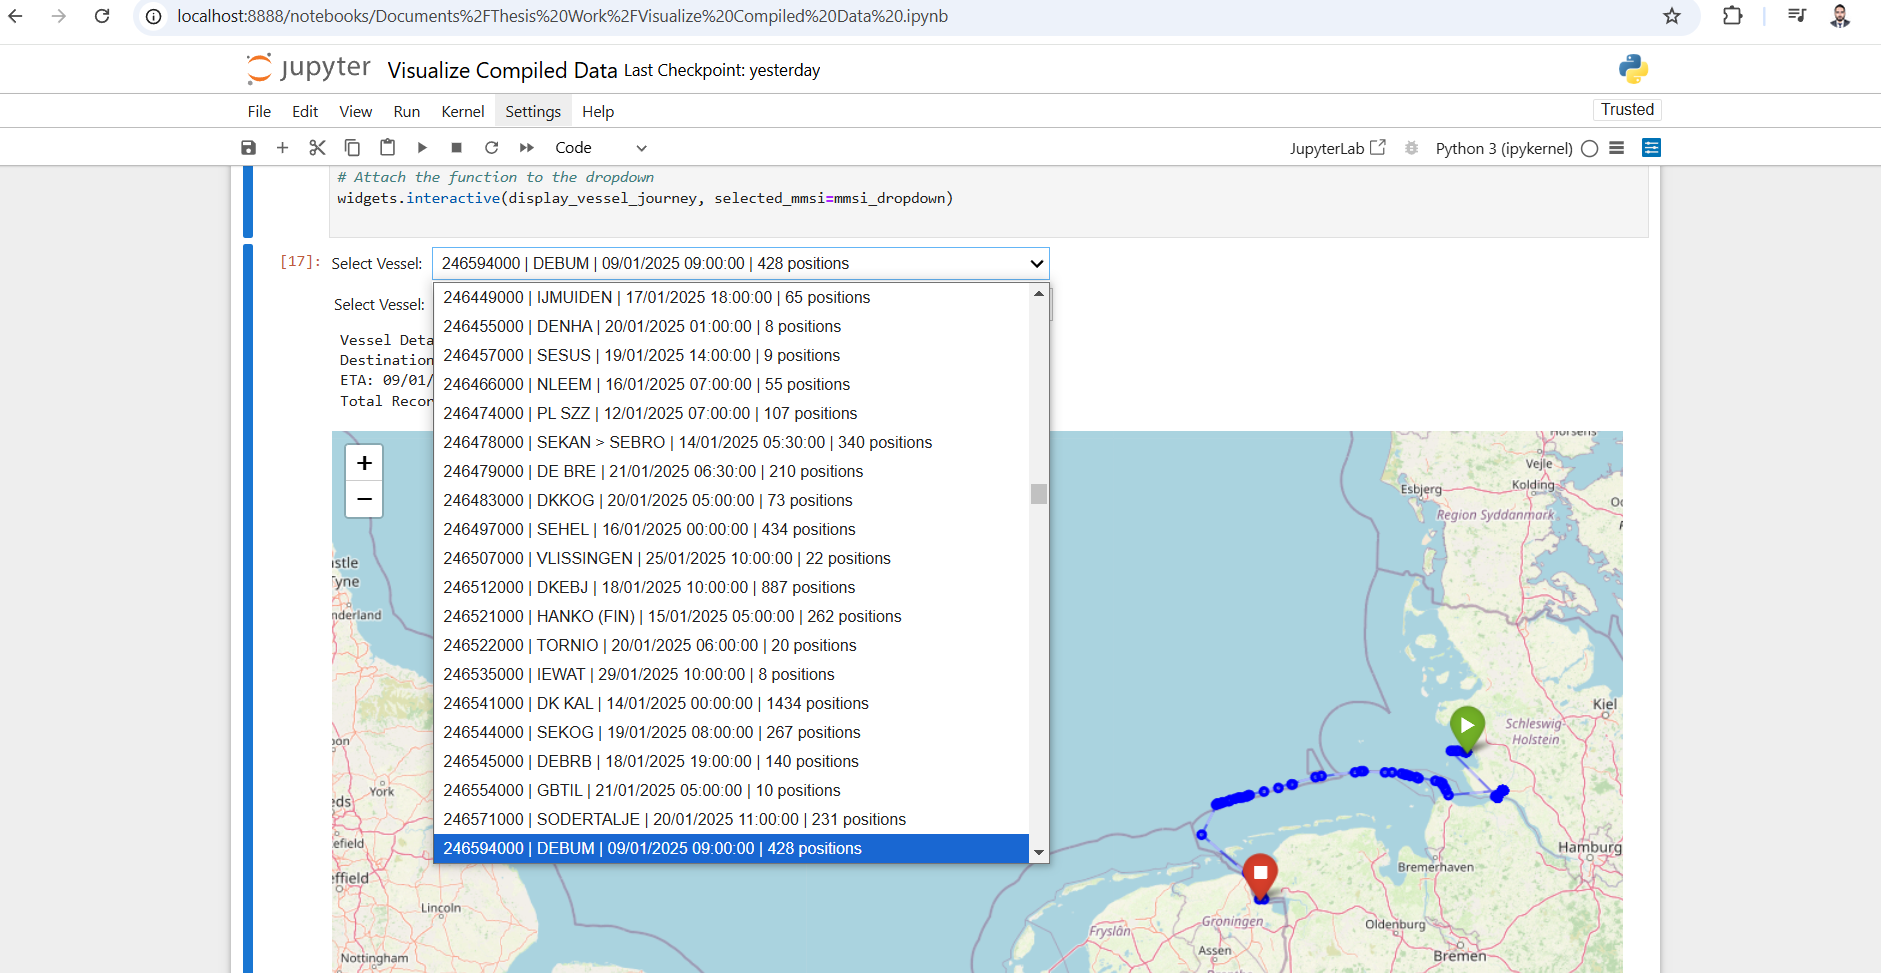 localhost:8888/notebooks/Documents%2FThesis%20Work%2FVisualize%20Compiled%20Data%20.ipynb
jupyter Visualize Compiled Data Last Checkpoint: yesterday
File Edit View Run Kernel Settings Help Trusted
Code JupyterLab Python 3 (ipykernel)
# Attach the function to the dropdown
widgets.interactive(display_vessel_journey, selected_mmsi=mmsi_dropdown)
[17]: Select Vessel: 246594000 | DEBUM | 09/01/2025 09:00:00 | 428 positions
Select Vessel:
Vessel Deta
Destination
ETA: 09/01/
Total Recor
246449000 | IJMUIDEN | 17/01/2025 18:00:00 | 65 positions
246455000 | DENHA | 20/01/2025 01:00:00 | 8 positions
246457000 | SESUS | 19/01/2025 14:00:00 | 9 positions
246466000 | NLEEM | 16/01/2025 07:00:00 | 55 positions
246474000 | PL SZZ | 12/01/2025 07:00:00 | 107 positions
246478000 | SEKAN > SEBRO | 14/01/2025 05:30:00 | 340 positions
246479000 | DE BRE | 21/01/2025 06:30:00 | 210 positions
246483000 | DKKOG | 20/01/2025 05:00:00 | 73 positions
246497000 | SEHEL | 16/01/2025 00:00:00 | 434 positions
246507000 | VLISSINGEN | 25/01/2025 10:00:00 | 22 positions
246512000 | DKEBJ | 18/01/2025 10:00:00 | 887 positions
246521000 | HANKO (FIN) | 15/01/2025 05:00:00 | 262 positions
246522000 | TORNIO | 20/01/2025 06:00:00 | 20 positions
246535000 | IEWAT | 29/01/2025 10:00:00 | 8 positions
246541000 | DK KAL | 14/01/2025 00:00:00 | 1434 positions
246544000 | SEKOG | 19/01/2025 08:00:00 | 267 positions
246545000 | DEBRB | 18/01/2025 19:00:00 | 140 positions
246554000 | GBTIL | 21/01/2025 05:00:00 | 10 positions
246571000 | SODERTALJE | 20/01/2025 11:00:00 | 231 positions
246594000 | DEBUM | 09/01/2025 09:00:00 | 428 positions
+
−
Horsens
Vejle
Esbjerg
Kolding
Region Syddanmark
stle
Tyne
nderland
Kiel
Schleswig-
Holstein
York
eds
efield
ffield
Lincoln
Nottingham
Hamburg
Bremerhaven
Groningen
Fryslân
Assen
Oldenburg
Bremen